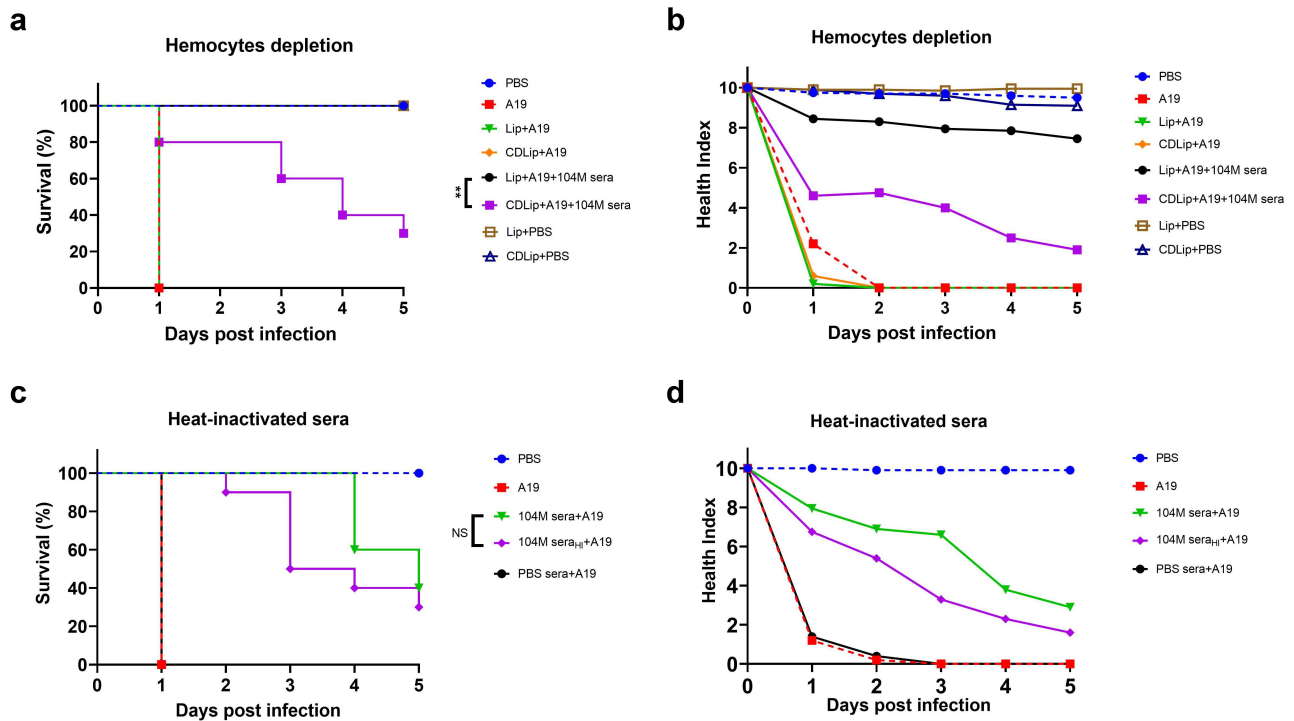 a
Hemocytes depletion
Survival (%)
100
80
60
40
20
0
0 1 2 3 4 5
Days post infection
PBS
A19
Lip+A19
CDLip+A19
Lip+A19+104M sera
CDLip+A19+104M sera
Lip+PBS
CDLip+PBS
**
b
Hemocytes depletion
Health Index
10
8
6
4
2
0
0 1 2 3 4 5
Days post infection
PBS
A19
Lip+A19
CDLip+A19
Lip+A19+104M sera
CDLip+A19+104M sera
Lip+PBS
CDLip+PBS
c
Heat-inactivated sera
Survival (%)
100
80
60
40
20
0
0 1 2 3 4 5
Days post infection
PBS
A19
104M sera+A19
104M seraHI+A19
PBS sera+A19
NS
d
Heat-inactivated sera
Health Index
10
8
6
4
2
0
0 1 2 3 4 5
Days post infection
PBS
A19
104M sera+A19
104M seraHI+A19
PBS sera+A19